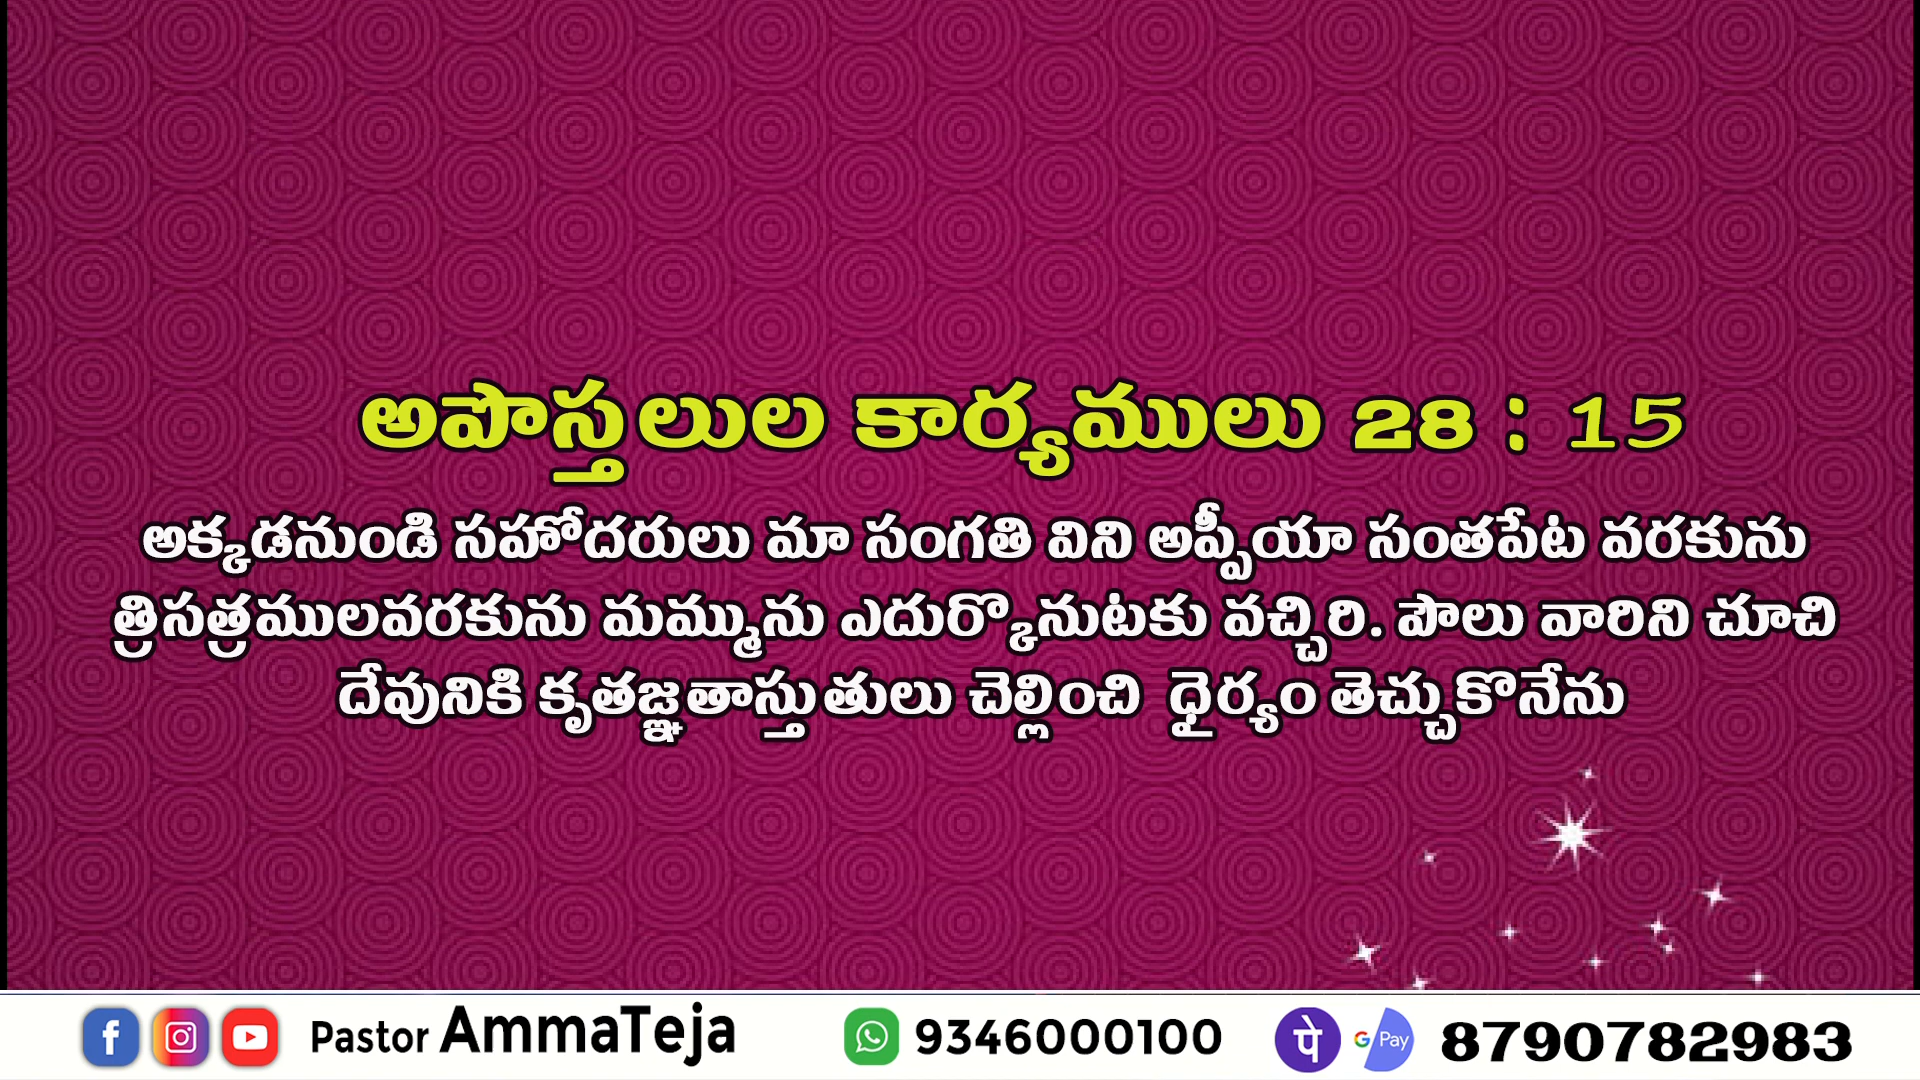 అపొస్తలుల కార్యములు 28 : 15
అక్కడనుండి సహోదరులు మా సంగతి విని అప్పీయా సంతపేట వరకును
త్రిసత్రములవరకును మమ్మును ఎదుర్కొనుటకు వచ్చిరి. పౌలు వారిని చూచి
దేవునికి కృతజ్ఞతాస్తుతులు చెల్లించి ధైర్యం తెచ్చుకొనేను
Pastor AmmaTeja 9346000100 पे G Pay 8790782983